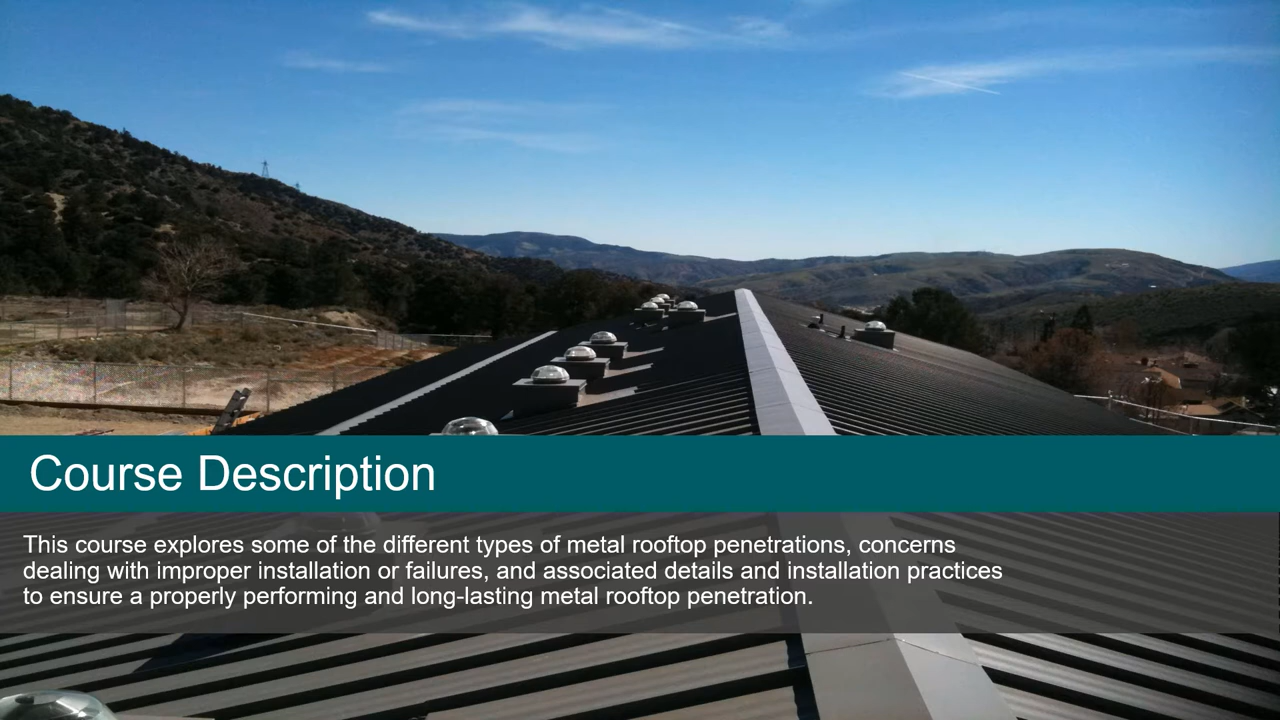 Course Description
This course explores some of the different types of metal rooftop penetrations, concerns
dealing with improper installation or failures, and associated details and installation practices
to ensure a properly performing and long-lasting metal rooftop penetration.